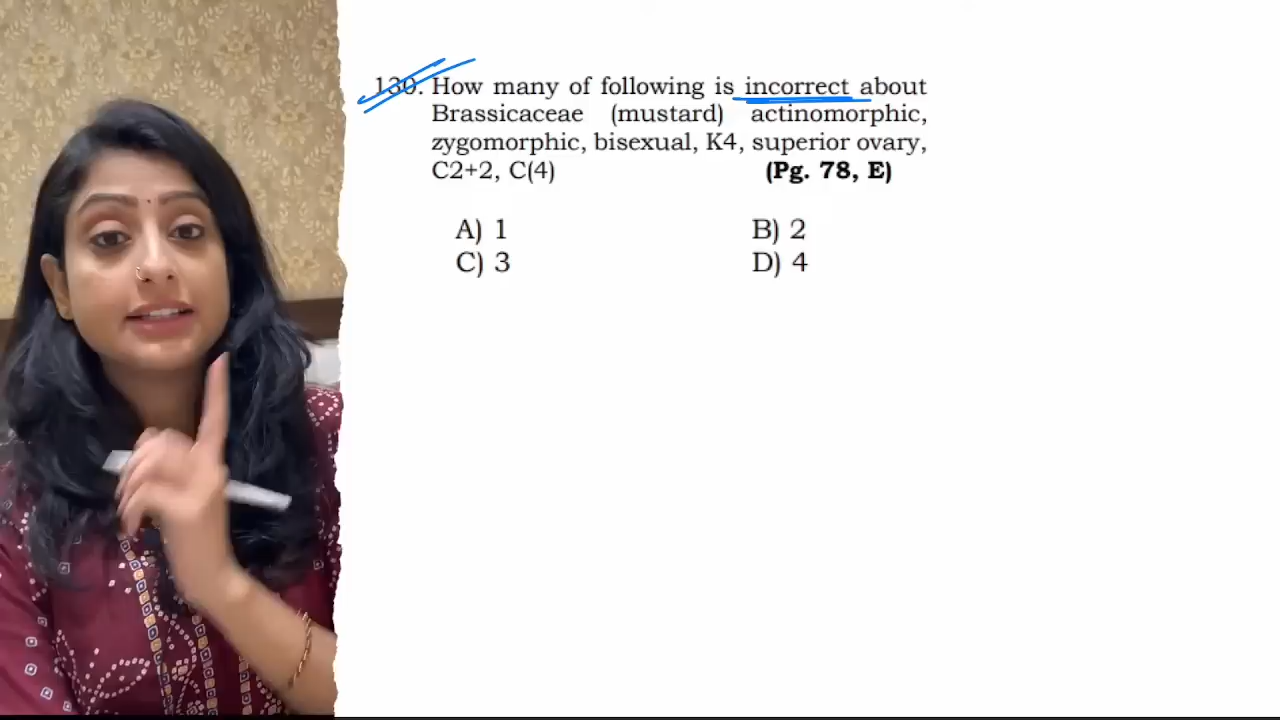 130. How many of following is incorrect about
Brassicaceae (mustard) actinomorphic,
zygomorphic, bisexual, K4, superior ovary,
C2+2, C(4) (Pg. 78, E)
A) 1 B) 2
C) 3 D) 4